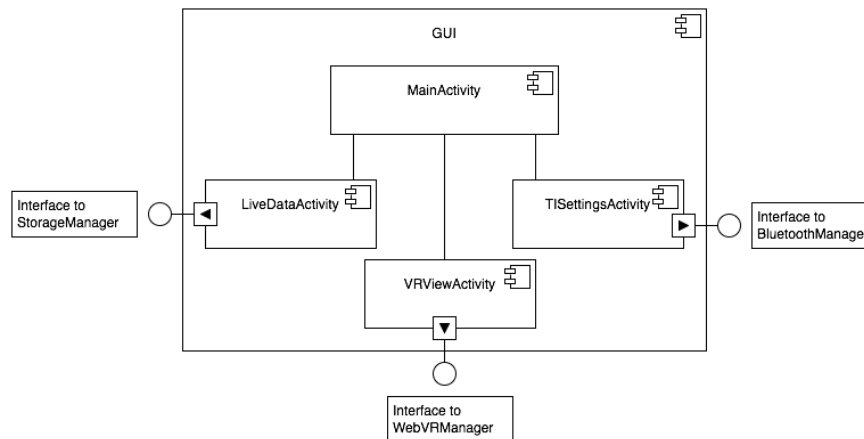 GUI
MainActivity
LiveDataActivity
TISettingsActivity
Interface to
StorageManager
Interface to
BluetoothManage
VRViewActivity
Interface to
WebVRManager